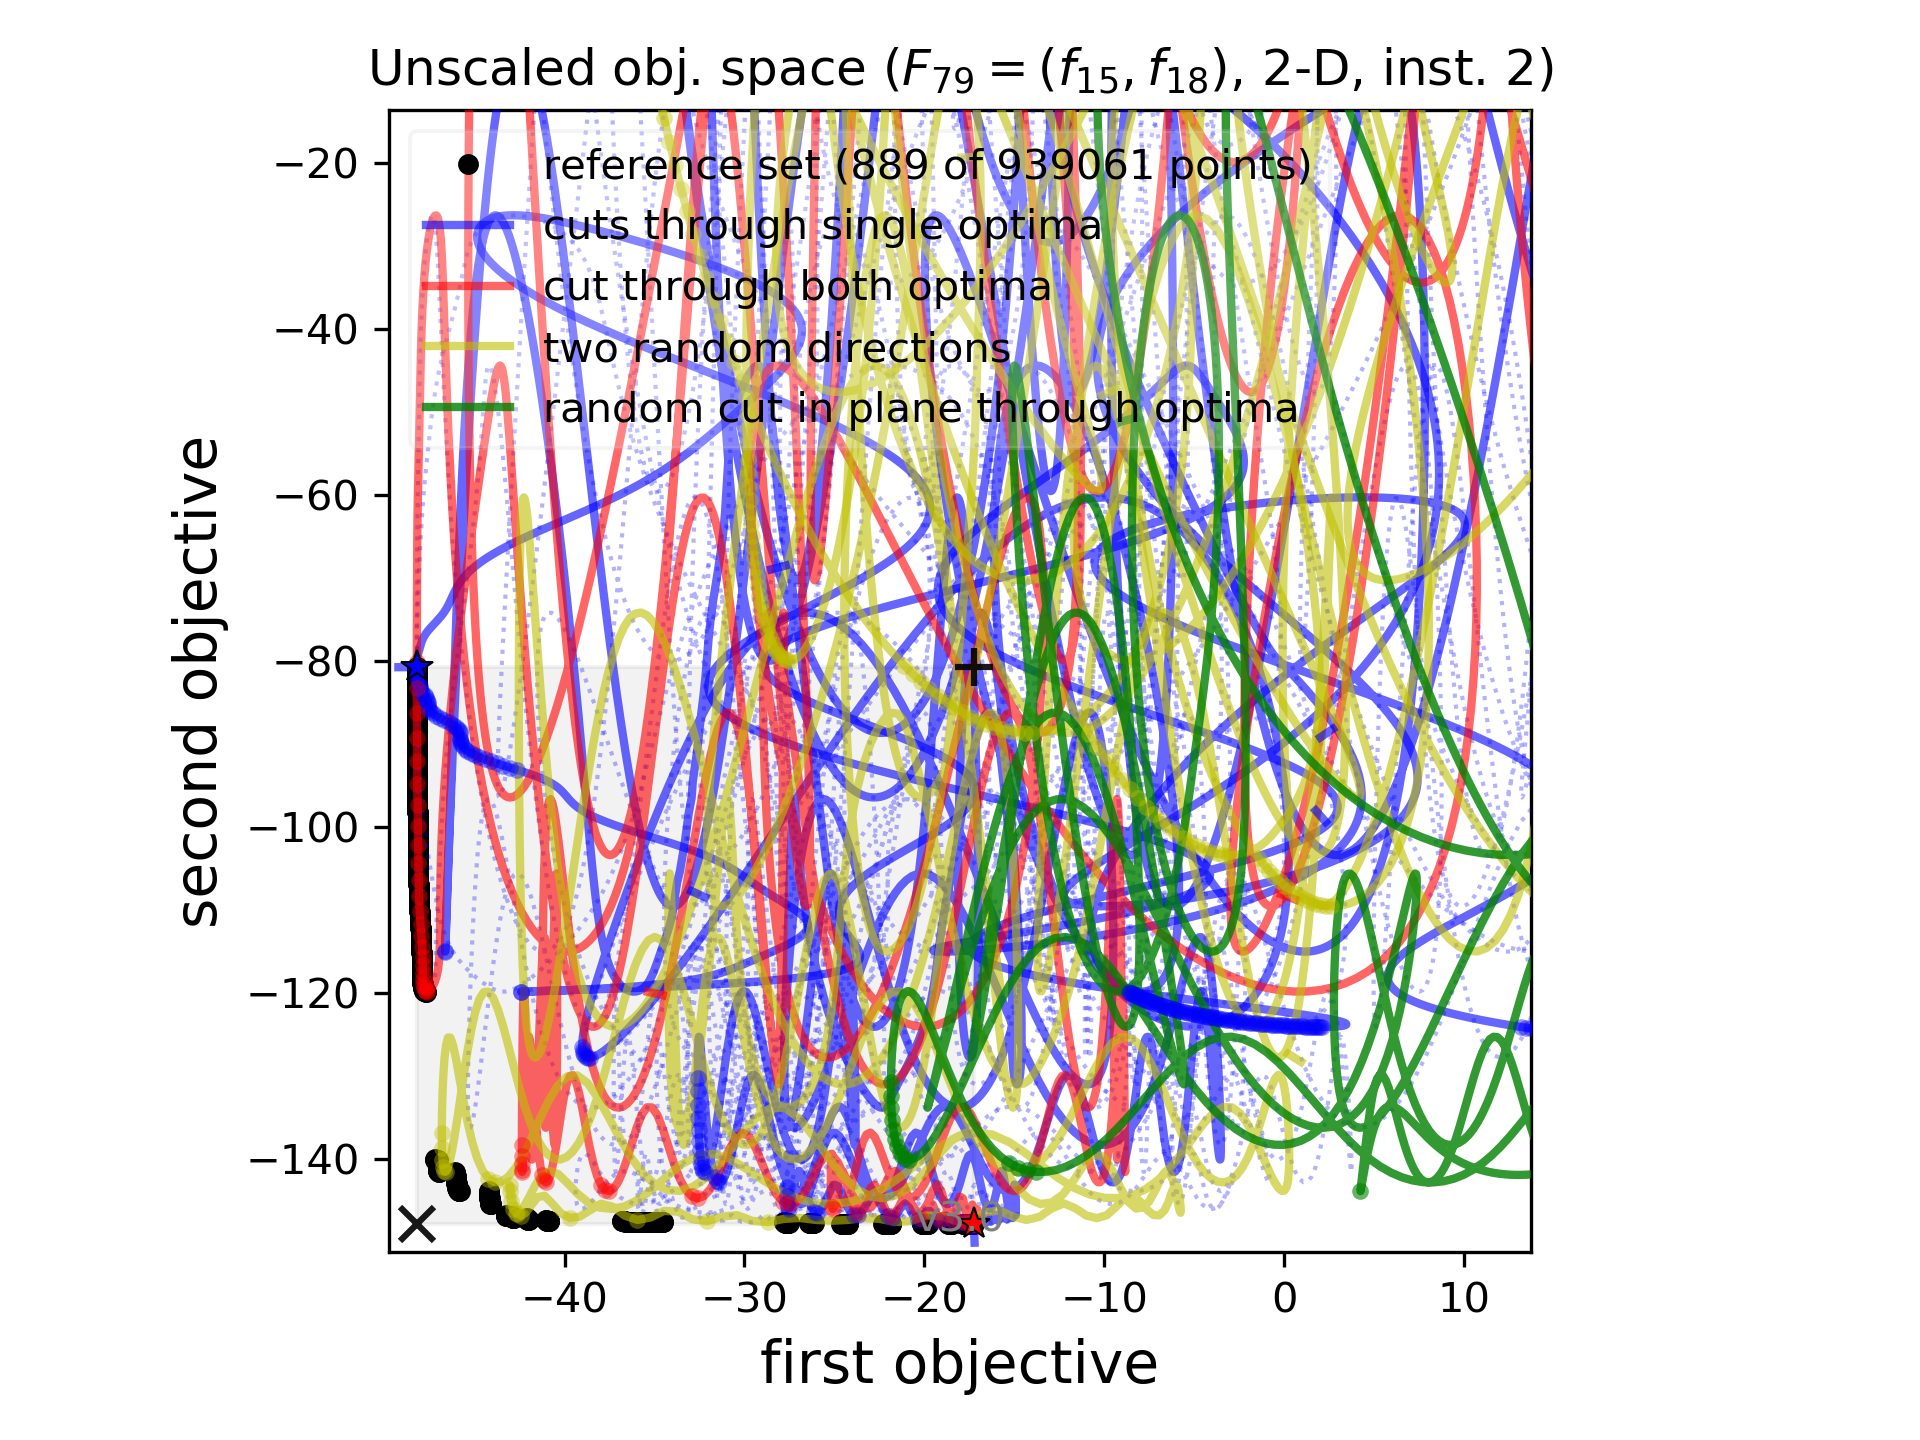 Unscaled obj. space (F₇₉ = (f₁₅, f₁₈), 2-D, inst. 2)
reference set (889 of 939061 points)
cuts through single optima
cut through both optima
two random directions
random cut in plane through optima
second objective
−20
−40
−60
−80
−100
−120
−140
−40
−30
−20
−10
0
10
first objective